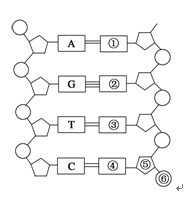 A ①
G ②
T ③
C ④ ⑤
⑥